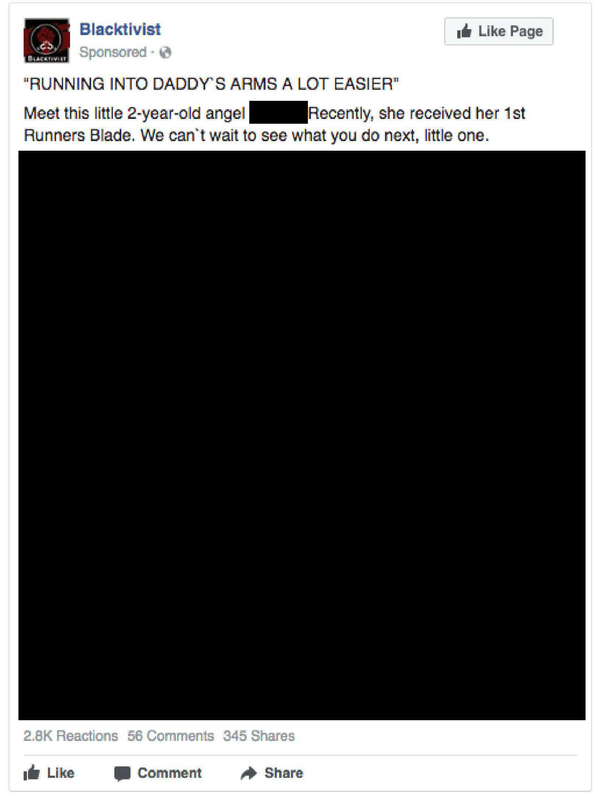 Blacktivist
Like Page
Sponsored ·
BLACKTIVIST
“RUNNING INTO DADDY`S ARMS A LOT EASIER”
Meet this little 2-year-old angel Recently, she received her 1st
Runners Blade. We can`t wait to see what you do next, little one.
2.8K Reactions 56 Comments 345 Shares
Like Comment Share